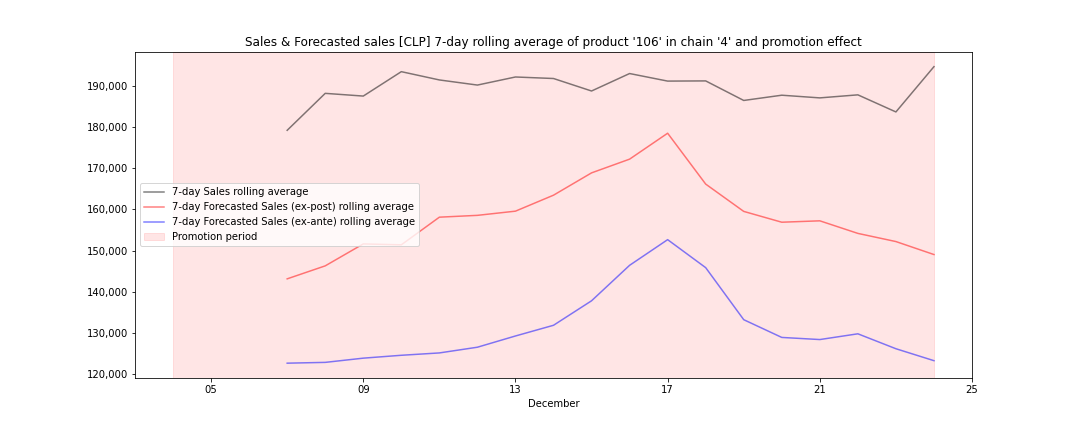 Sales & Forecasted sales [CLP] 7-day rolling average of product '106' in chain '4' and promotion effect
190,000
180,000
170,000
160,000
150,000
140,000
130,000
120,000
7-day Sales rolling average
7-day Forecasted Sales (ex-post) rolling average
7-day Forecasted Sales (ex-ante) rolling average
Promotion period
05 09 13 17 21 25
December